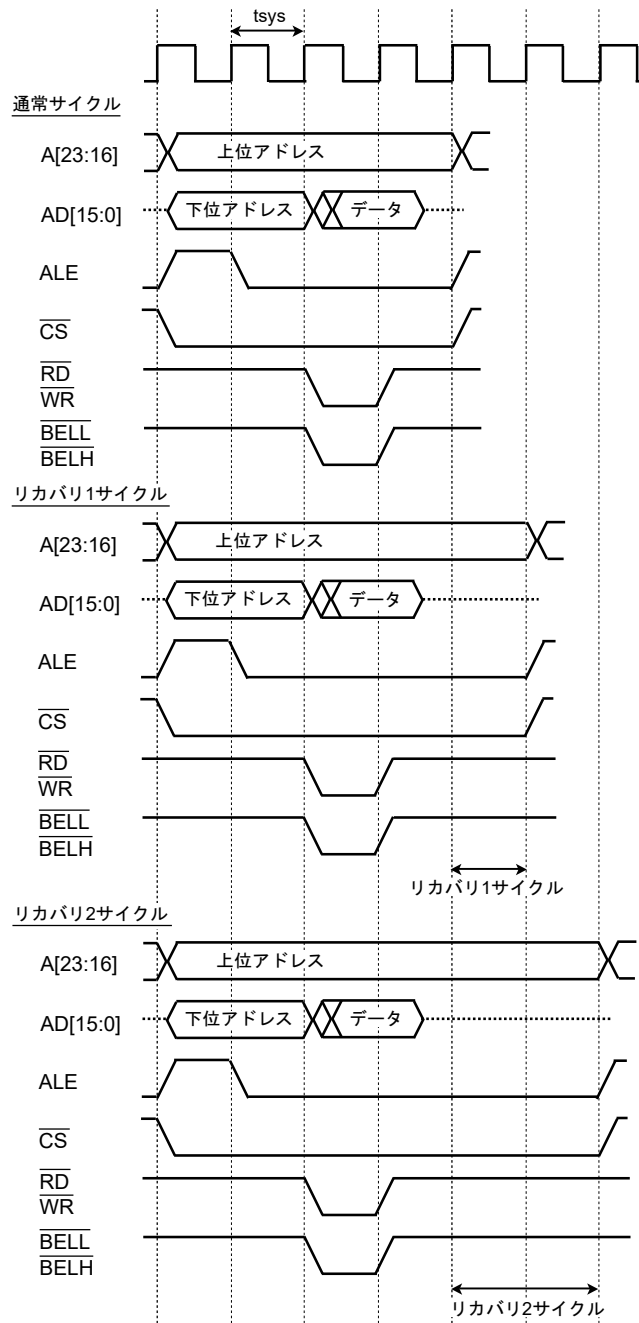 tsys
通常サイクル
A[23:16]
上位アドレス
AD[15:0]
下位アドレス
データ
ALE
CS
RD
WR
BELL
BELH
リカバリ1サイクル
A[23:16]
上位アドレス
AD[15:0]
下位アドレス
データ
ALE
CS
RD
WR
BELL
BELH
リカバリ1サイクル
リカバリ2サイクル
A[23:16]
上位アドレス
AD[15:0]
下位アドレス
データ
ALE
CS
RD
WR
BELL
BELH
リカバリ2サイクル